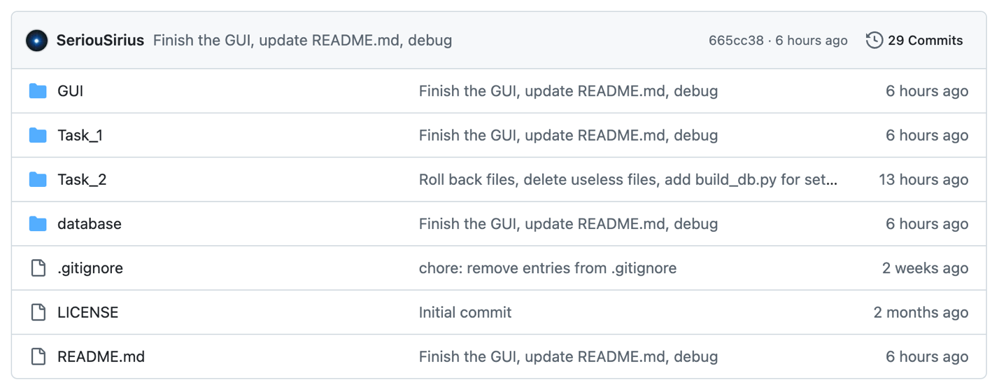 SeriouSirius Finish the GUI, update README.md, debug 665cc38 · 6 hours ago 29 Commits
GUI Finish the GUI, update README.md, debug 6 hours ago
Task_1 Finish the GUI, update README.md, debug 6 hours ago
Task_2 Roll back files, delete useless files, add build_db.py for set... 13 hours ago
database Finish the GUI, update README.md, debug 6 hours ago
.gitignore chore: remove entries from .gitignore 2 weeks ago
LICENSE Initial commit 2 months ago
README.md Finish the GUI, update README.md, debug 6 hours ago